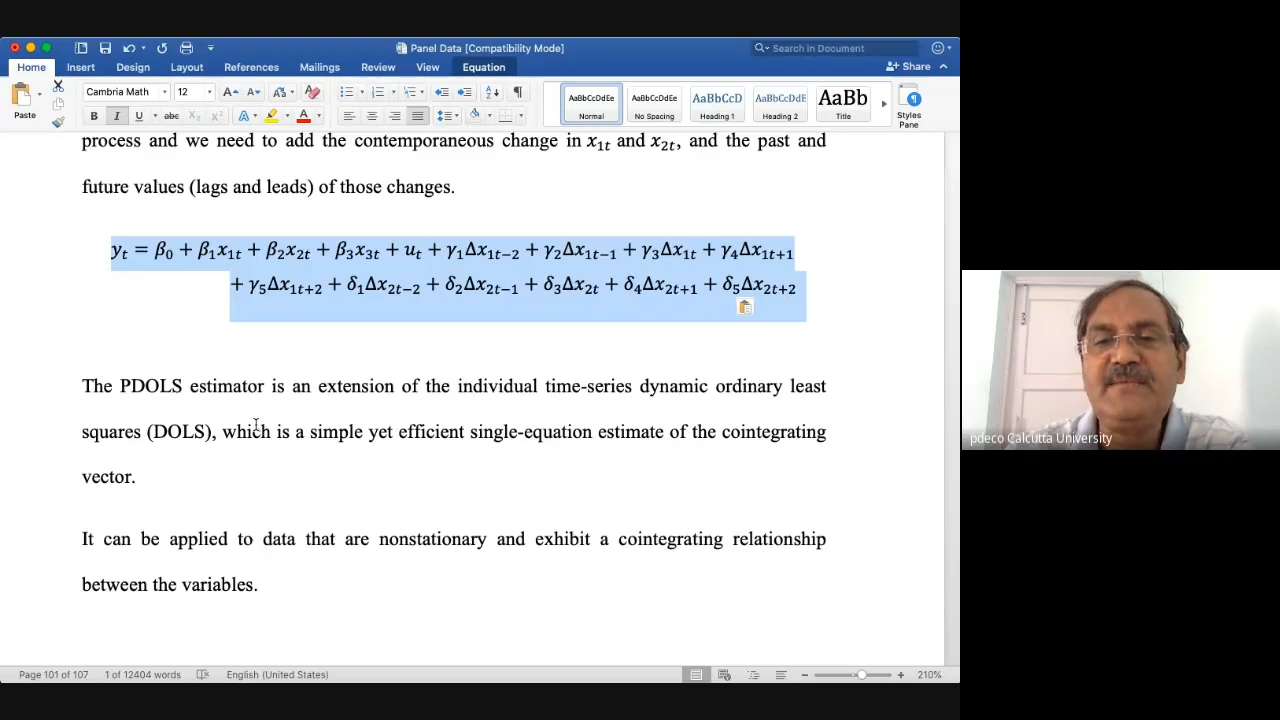 Panel Data [Compatibility Mode]
Search in Document
Home Insert Design Layout References Mailings Review View Equation Share
Paste Cambria Math 12 AaBbCcDdEe AaBbCcDdEe AaBbCcD AaBbCcDdE AaBb
Normal No Spacing Heading 1 Heading 2 Title Styles Pane
process and we need to add the contemporaneous change in x₁ₜ and x₂ₜ, and the past and
future values (lags and leads) of those changes.
yₜ = β₀ + β₁x₁ₜ + β₂x₂ₜ + β₃x₃ₜ + uₜ + γ₁Δx₁ₜ₋₂ + γ₂Δx₁ₜ₋₁ + γ₃Δx₁ₜ + γ₄Δx₁ₜ₊₁
+ γ₅Δx₁ₜ₊₂ + δ₁Δx₂ₜ₋₂ + δ₂Δx₂ₜ₋₁ + δ₃Δx₂ₜ + δ₄Δx₂ₜ₊₁ + δ₅Δx₂ₜ₊₂
The PDOLS estimator is an extension of the individual time-series dynamic ordinary least
squares (DOLS), which is a simple yet efficient single-equation estimate of the cointegrating
vector.
It can be applied to data that are nonstationary and exhibit a cointegrating relationship
between the variables.
Page 101 of 107 1 of 12404 words English (United States) 210%
pdeco Calcutta University